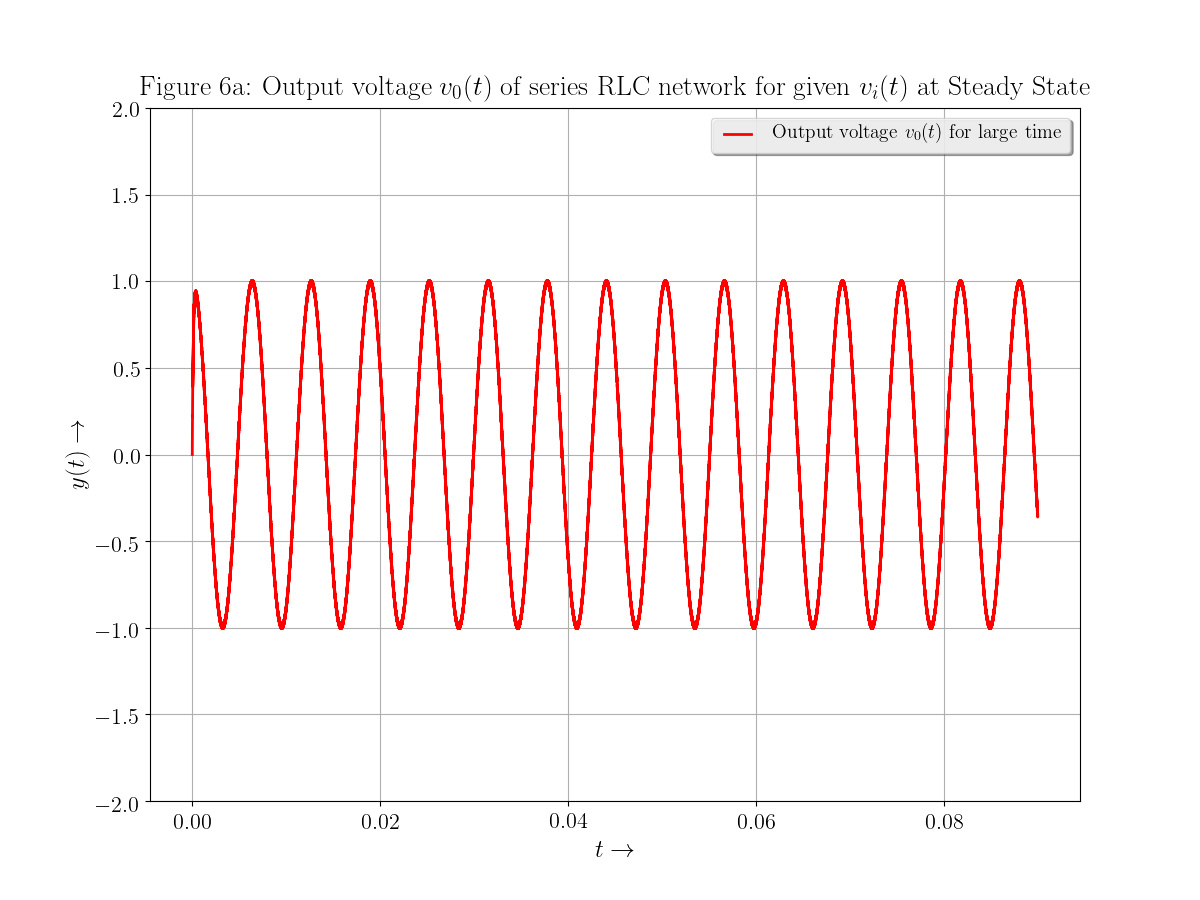 Figure 6a: Output voltage v₀(t) of series RLC network for given vᵢ(t) at Steady State
Output voltage v₀(t) for large time
y(t) →
2.0
1.5
1.0
0.5
0.0
−0.5
−1.0
−1.5
−2.0
0.00 0.02 0.04 0.06 0.08
t →